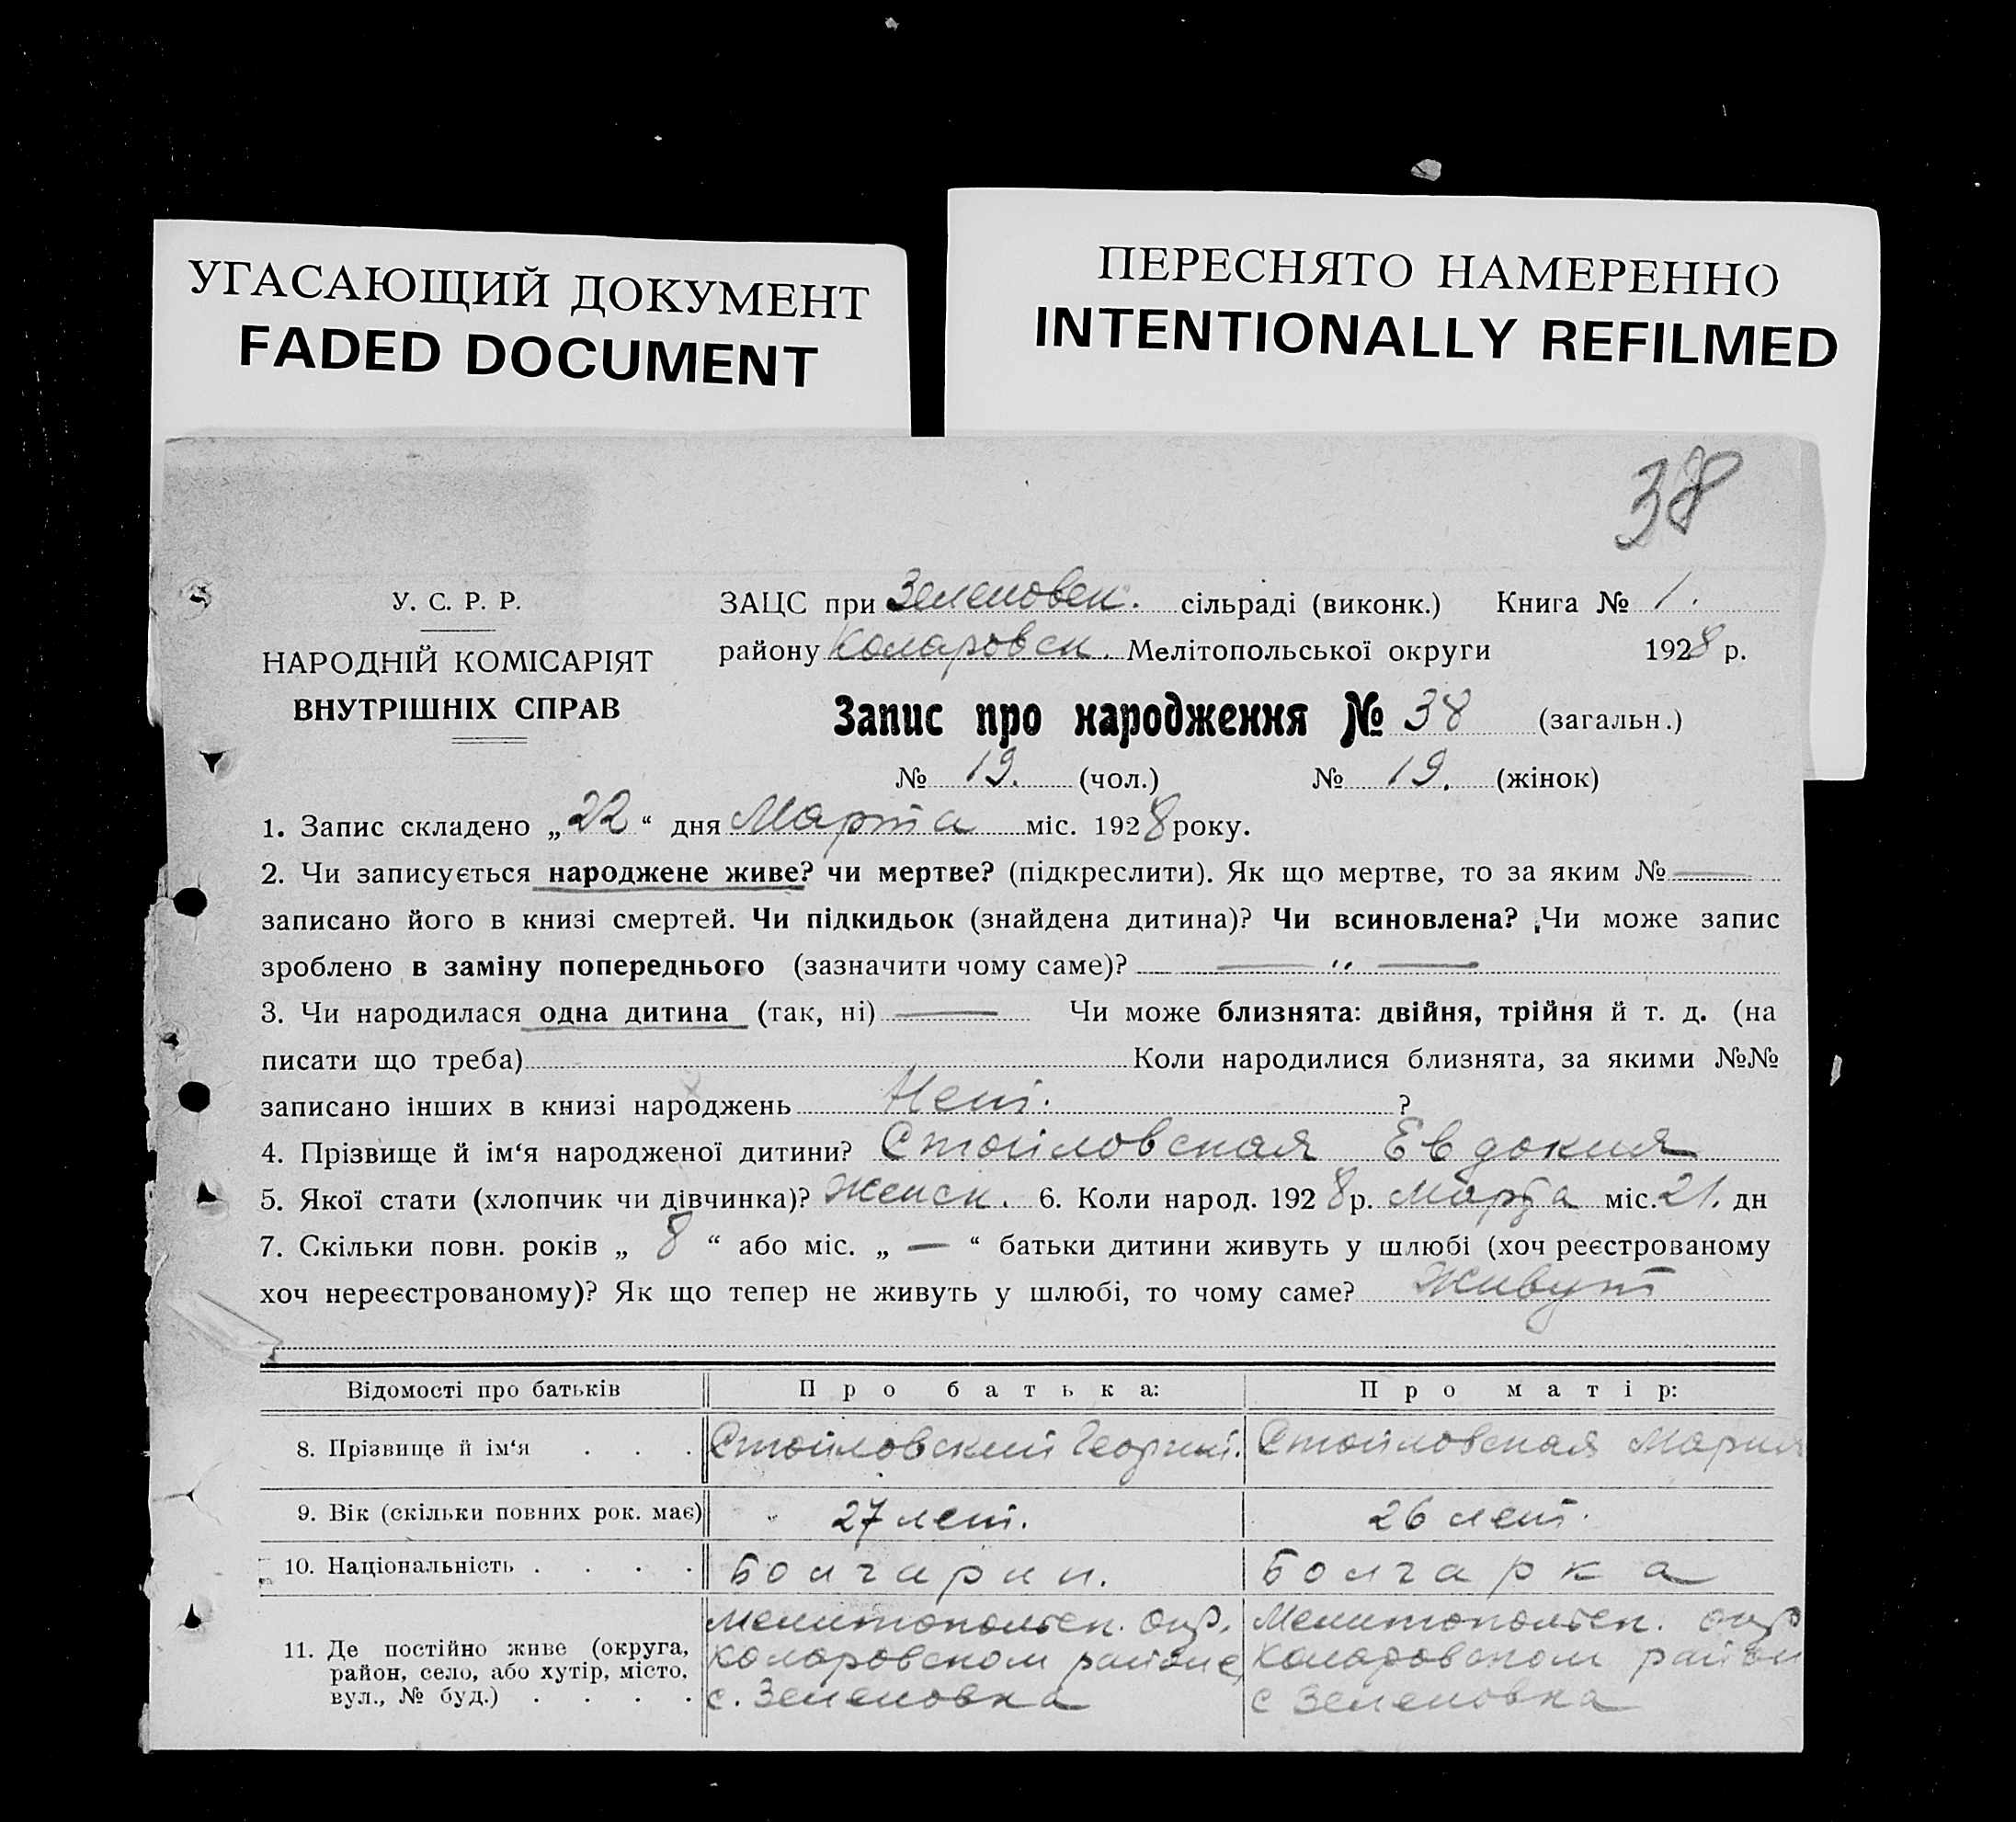 УГАСАЮЩИЙ ДОКУМЕНТ
FADED DOCUMENT
ПЕРЕСНЯТО НАМЕРЕННО
INTENTIONALLY REFILMED
38
У. С. Р. Р.
НАРОДНІЙ КОМІСАРІЯТ
ВНУТРІШНІХ СПРАВ
ЗАЦС при Зеленовск. сільраді (виконк.) Книга № 1.
району Коларовск. Мелітопольської округи 1928 р.
Запис про народження № 38 (загальн.)
№ 19. (чол.) № 19. (жінок)
1. Запис складено „22“ дня Марта міс. 1928 року.
2. Чи записується народжене живе? чи мертве? (підкреслити). Як що мертве, то за яким № —
записано його в книзі смертей. Чи підкидьок (знайдена дитина)? Чи всиновлена? Чи може запис
зроблено в заміну попереднього (зазначити чому саме)? — „ —
3. Чи народилася одна дитина (так, ні) — Чи може близнята: двійня, трійня й т. д. (на
писати що треба) Коли народилися близнята, за якими №№
записано інших в книзі народжень Нет. ?
4. Прізвище й ім‘я народженої дитини? Стойловская Евдокия
5. Якої стати (хлопчик чи дівчинка)? Женск. 6. Коли народ. 1928 р. Марта міс. 21. дн
7. Скільки повн. років „ 8 “ або міс. „ — “ батьки дитини живуть у шлюбі (хоч реєстрованому
хоч нереєстрованому)? Як що тепер не живуть у шлюбі, то чому саме? Живут
Відомості про батьків Про батька: Про матір:
8. Прізвище й ім‘я . . . Стойловский Георгий. Стойловская Мария
9. Вік (скільки повних рок. має) 27 лет. 26 лет.
10. Національність . . . . Болгарин. Болгарка
11. Де постійно живе (округа, район, село, або хутір, місто, вул., № буд.) . . . .
Мелитопольск. окр.
Коларовском районе
с. Зеленовка
Мелитопольск. окр
Коларовском район
с Зеленовка